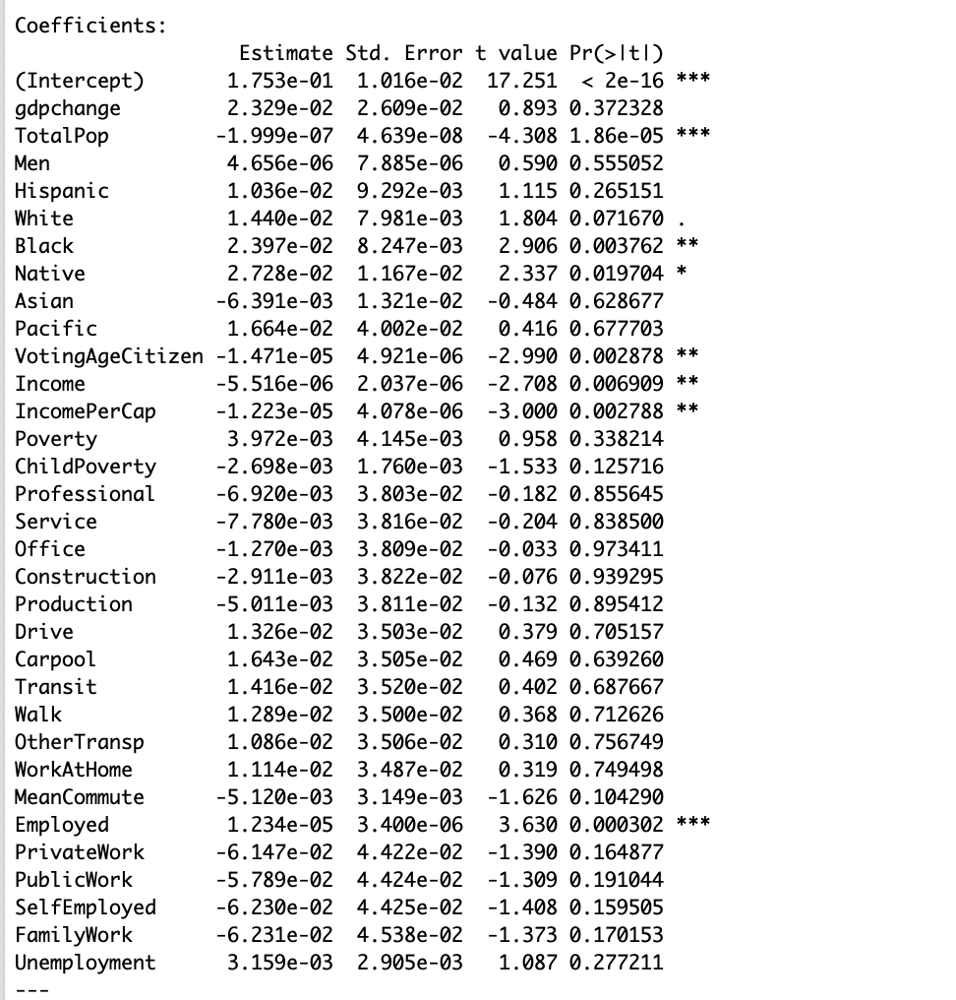 Coefficients:
                  Estimate Std. Error t value Pr(>|t|)
(Intercept)      1.753e-01  1.016e-02  17.251  < 2e-16 ***
gdpchange        2.329e-02  2.609e-02   0.893 0.372328
TotalPop        -1.999e-07  4.639e-08  -4.308 1.86e-05 ***
Men              4.656e-06  7.885e-06   0.590 0.555052
Hispanic         1.036e-02  9.292e-03   1.115 0.265151
White            1.440e-02  7.981e-03   1.804 0.071670 .
Black            2.397e-02  8.247e-03   2.906 0.003762 **
Native           2.728e-02  1.167e-02   2.337 0.019704 *
Asian           -6.391e-03  1.321e-02  -0.484 0.628677
Pacific          1.664e-02  4.002e-02   0.416 0.677703
VotingAgeCitizen -1.471e-05  4.921e-06  -2.990 0.002878 **
Income          -5.516e-06  2.037e-06  -2.708 0.006909 **
IncomePerCap    -1.223e-05  4.078e-06  -3.000 0.002788 **
Poverty          3.972e-03  4.145e-03   0.958 0.338214
ChildPoverty    -2.698e-03  1.760e-03  -1.533 0.125716
Professional    -6.920e-03  3.803e-02  -0.182 0.855645
Service         -7.780e-03  3.816e-02  -0.204 0.838500
Office          -1.270e-03  3.809e-02  -0.033 0.973411
Construction    -2.911e-03  3.822e-02  -0.076 0.939295
Production      -5.011e-03  3.811e-02  -0.132 0.895412
Drive            1.326e-02  3.503e-02   0.379 0.705157
Carpool          1.643e-02  3.505e-02   0.469 0.639260
Transit          1.416e-02  3.520e-02   0.402 0.687667
Walk             1.289e-02  3.500e-02   0.368 0.712626
OtherTransp      1.086e-02  3.506e-02   0.310 0.756749
WorkAtHome       1.114e-02  3.487e-02   0.319 0.749498
MeanCommute     -5.120e-03  3.149e-03  -1.626 0.104290
Employed         1.234e-05  3.400e-06   3.630 0.000302 ***
PrivateWork     -6.147e-02  4.422e-02  -1.390 0.164877
PublicWork      -5.789e-02  4.424e-02  -1.309 0.191044
SelfEmployed    -6.230e-02  4.425e-02  -1.408 0.159505
FamilyWork      -6.231e-02  4.538e-02  -1.373 0.170153
Unemployment     3.159e-03  2.905e-03   1.087 0.277211
---